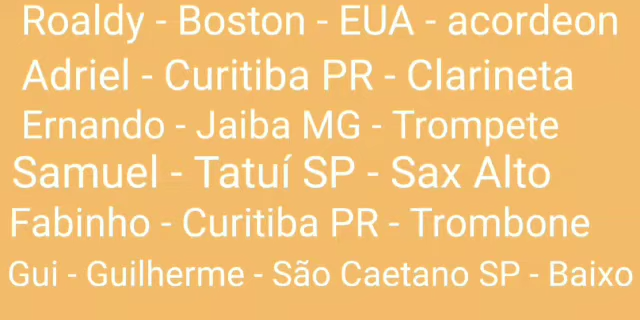 Roaldy - Boston - EUA - acordeon
Adriel - Curitiba PR - Clarineta
Ernando - Jaiba MG - Trompete
Samuel - Tatuí SP - Sax Alto
Fabinho - Curitiba PR - Trombone
Gui - Guilherme - São Caetano SP - Baixo